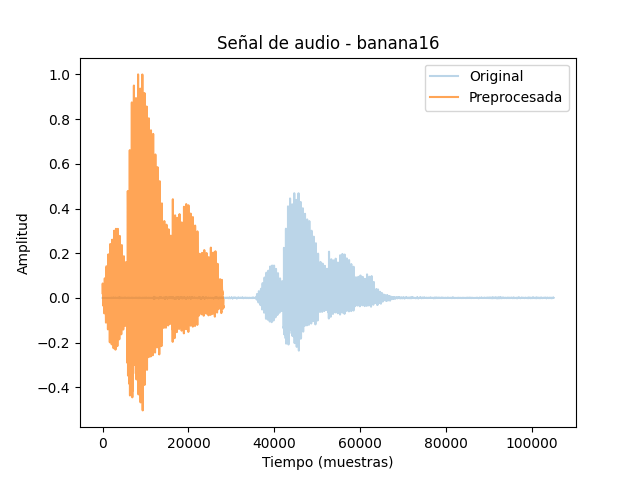 Señal de audio - banana16
Original
Preprocesada
Amplitud
1.0
0.8
0.6
0.4
0.2
0.0
−0.2
−0.4
0 20000 40000 60000 80000 100000
Tiempo (muestras)